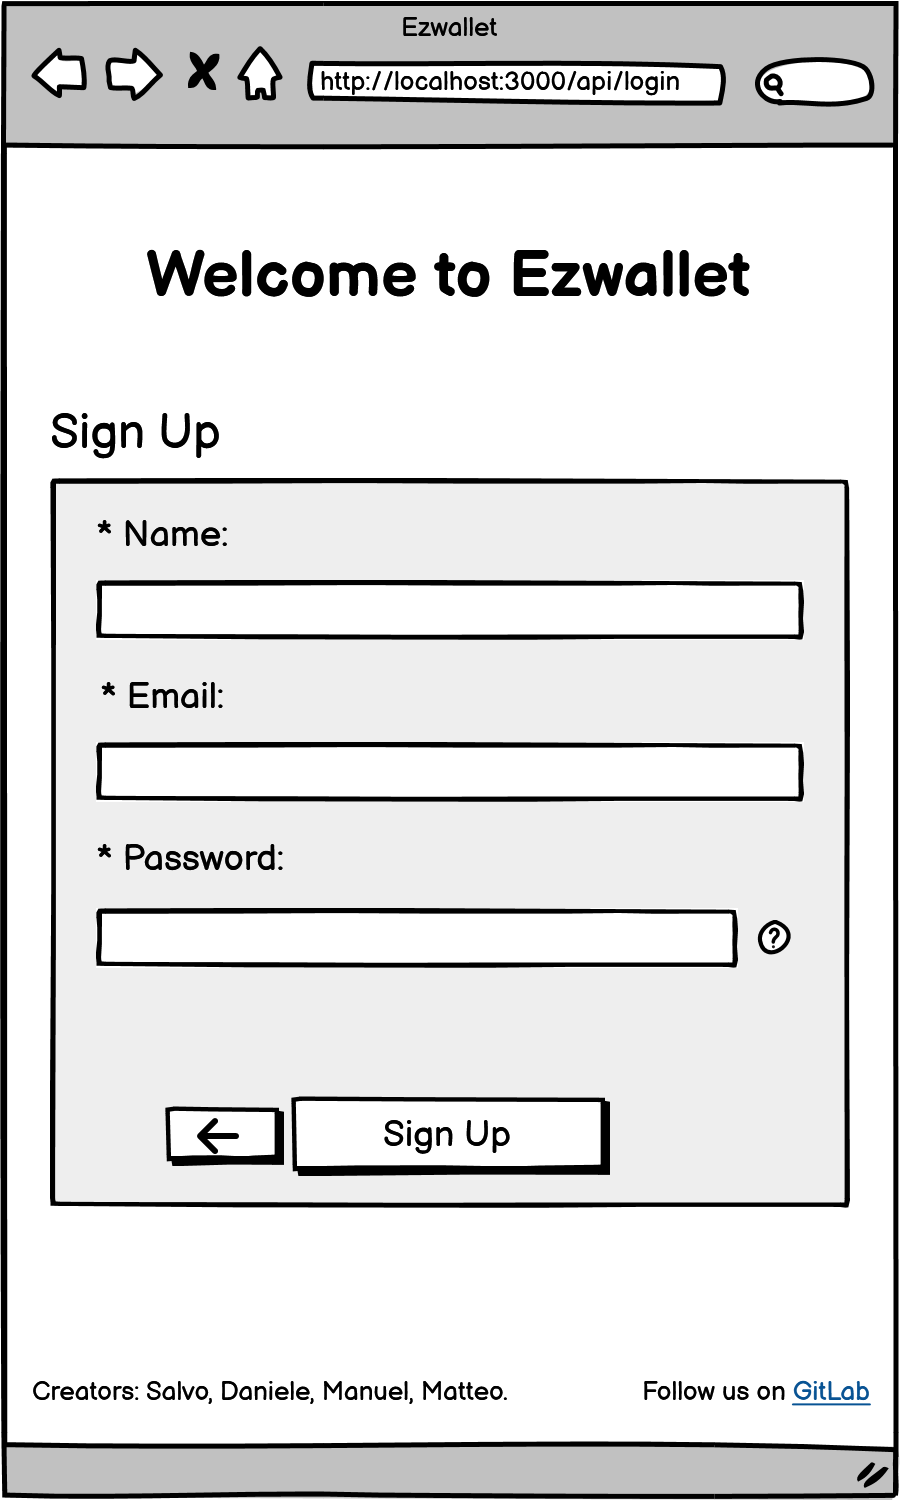 Ezwallet
http://localhost:3000/api/login
Welcome to Ezwallet
Sign Up
* Name:
* Email:
* Password:
?
Sign Up
Creators: Salvo, Daniele, Manuel, Matteo. Follow us on GitLab